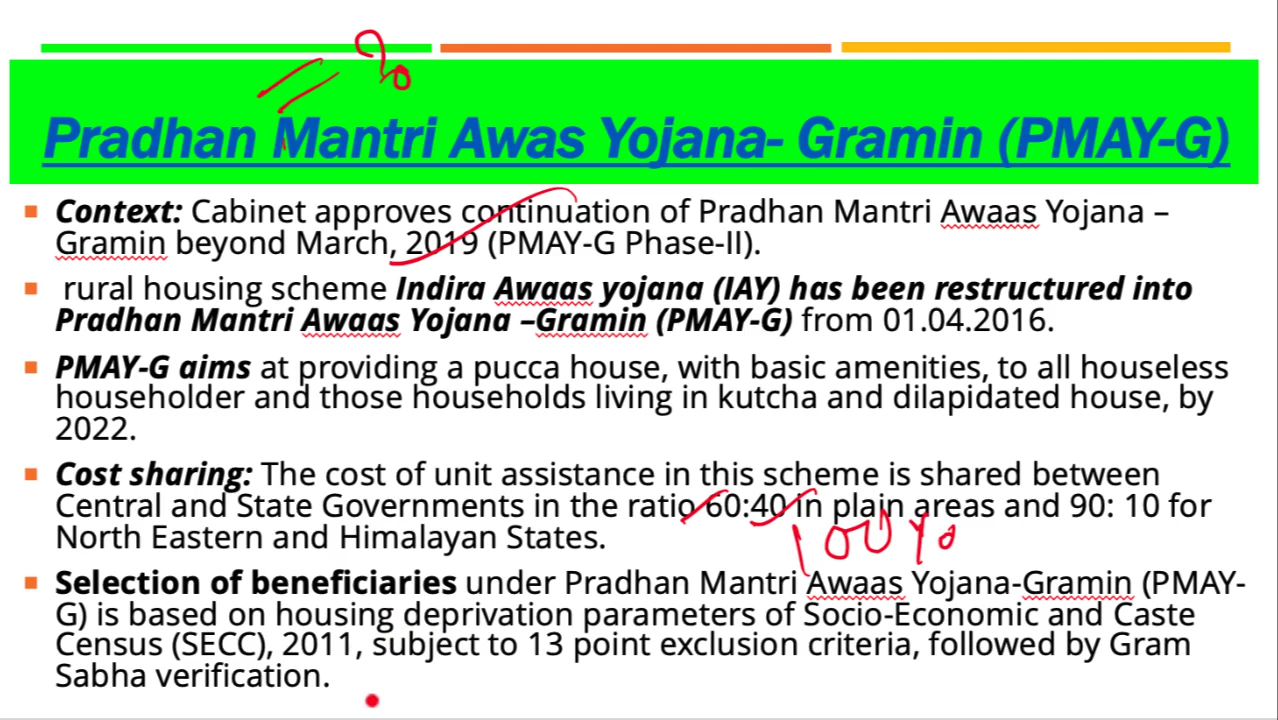 Pradhan Mantri Awas Yojana- Gramin (PMAY-G)
Context: Cabinet approves continuation of Pradhan Mantri Awaas Yojana –
Gramin beyond March, 2019 (PMAY-G Phase-II).
rural housing scheme Indira Awaas yojana (IAY) has been restructured into
Pradhan Mantri Awaas Yojana –Gramin (PMAY-G) from 01.04.2016.
PMAY-G aims at providing a pucca house, with basic amenities, to all houseless
householder and those households living in kutcha and dilapidated house, by
2022.
Cost sharing: The cost of unit assistance in this scheme is shared between
Central and State Governments in the ratio 60:40 in plain areas and 90: 10 for
North Eastern and Himalayan States.
100%
Selection of beneficiaries under Pradhan Mantri Awaas Yojana-Gramin (PMAY-
G) is based on housing deprivation parameters of Socio-Economic and Caste
Census (SECC), 2011, subject to 13 point exclusion criteria, followed by Gram
Sabha verification.